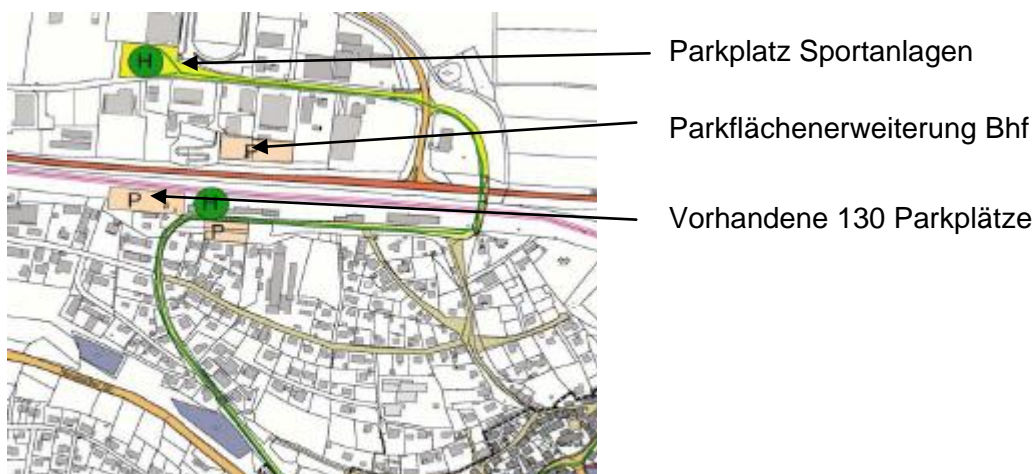 H
Parkplatz Sportanlagen
P
Parkflächenerweiterung Bhf
P
H
P
Vorhandene 130 Parkplätze